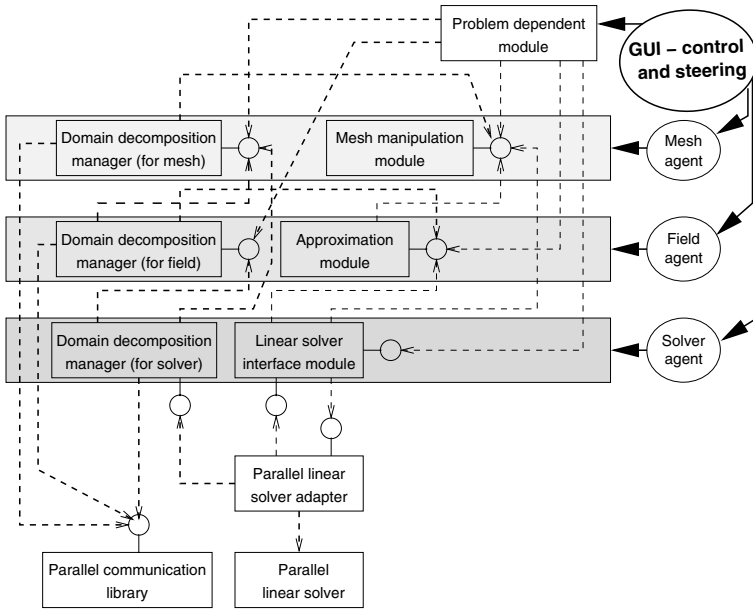 Problem dependent
module
GUI – control
and steering
Domain decomposition
manager (for mesh)
Mesh manipulation
module
Mesh
agent
Domain decomposition
manager (for field)
Approximation
module
Field
agent
Domain decomposition
manager (for solver)
Linear solver
interface module
Solver
agent
Parallel linear
solver adapter
Parallel communication
library
Parallel
linear solver